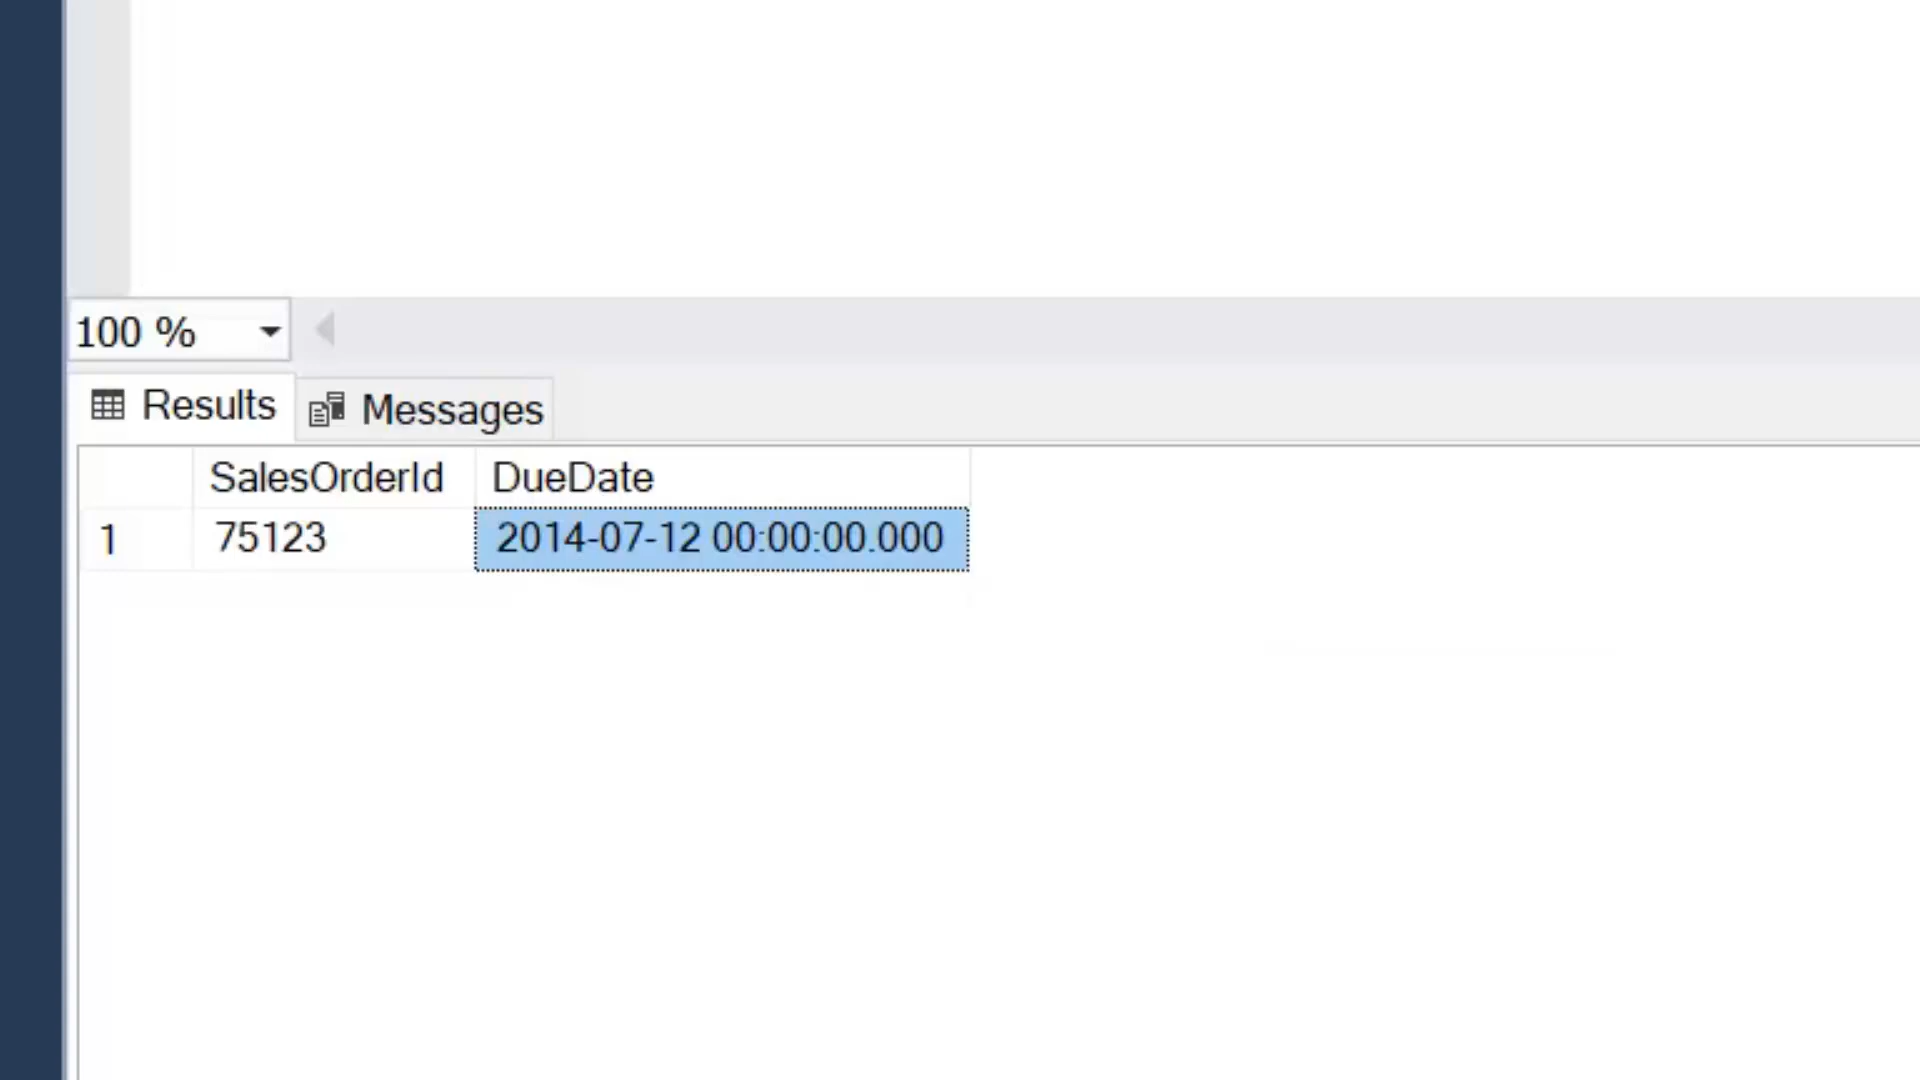 100 %
Results Messages
SalesOrderId DueDate
1 75123 2014-07-12 00:00:00.000